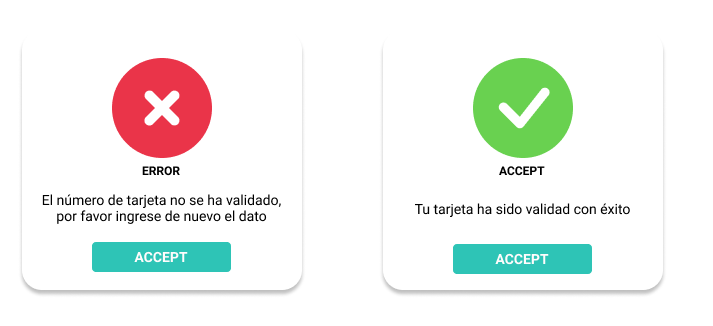 ERROR
El número de tarjeta no se ha validado,
por favor ingrese de nuevo el dato
ACCEPT
ACCEPT
Tu tarjeta ha sido validad con éxito
ACCEPT